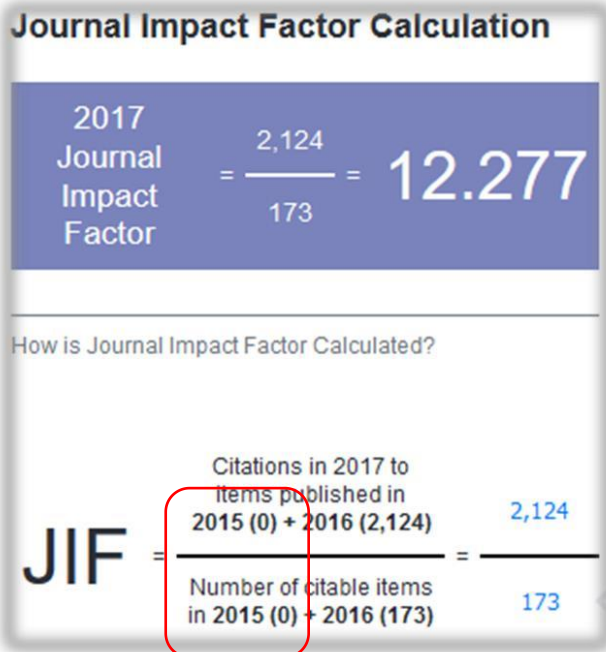 Journal Impact Factor Calculation
2017
Journal
Impact
Factor
= 2,124 / 173 = 12.277
How is Journal Impact Factor Calculated?
JIF =
Citations in 2017 to
items published in
2015 (0) + 2016 (2,124)
Number of citable items
in 2015 (0) + 2016 (173)
=
2,124
173